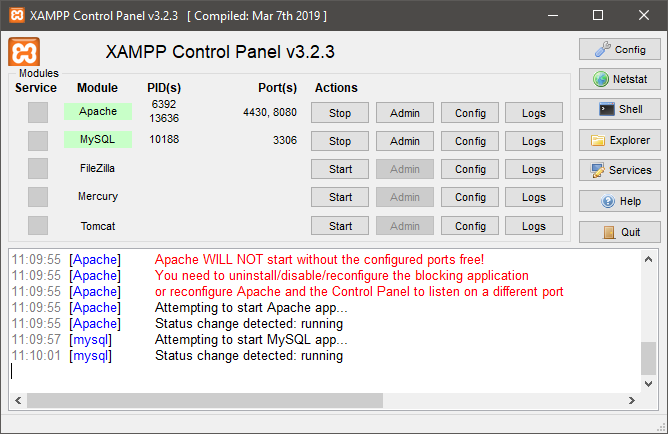 XAMPP Control Panel v3.2.3 [ Compiled: Mar 7th 2019 ]
XAMPP Control Panel v3.2.3
Config
Modules
Service Module PID(s) Port(s) Actions
Netstat
Apache 6392 13636 4430, 8080 Stop Admin Config Logs
Shell
MySQL 10188 3306 Stop Admin Config Logs
Explorer
FileZilla Start Admin Config Logs
Services
Mercury Start Admin Config Logs
Help
Tomcat Start Admin Config Logs
Quit
11:09:55 [Apache] Apache WILL NOT start without the configured ports free!
11:09:55 [Apache] You need to uninstall/disable/reconfigure the blocking application
11:09:55 [Apache] or reconfigure Apache and the Control Panel to listen on a different port
11:09:55 [Apache] Attempting to start Apache app...
11:09:55 [Apache] Status change detected: running
11:09:57 [mysql] Attempting to start MySQL app...
11:10:01 [mysql] Status change detected: running